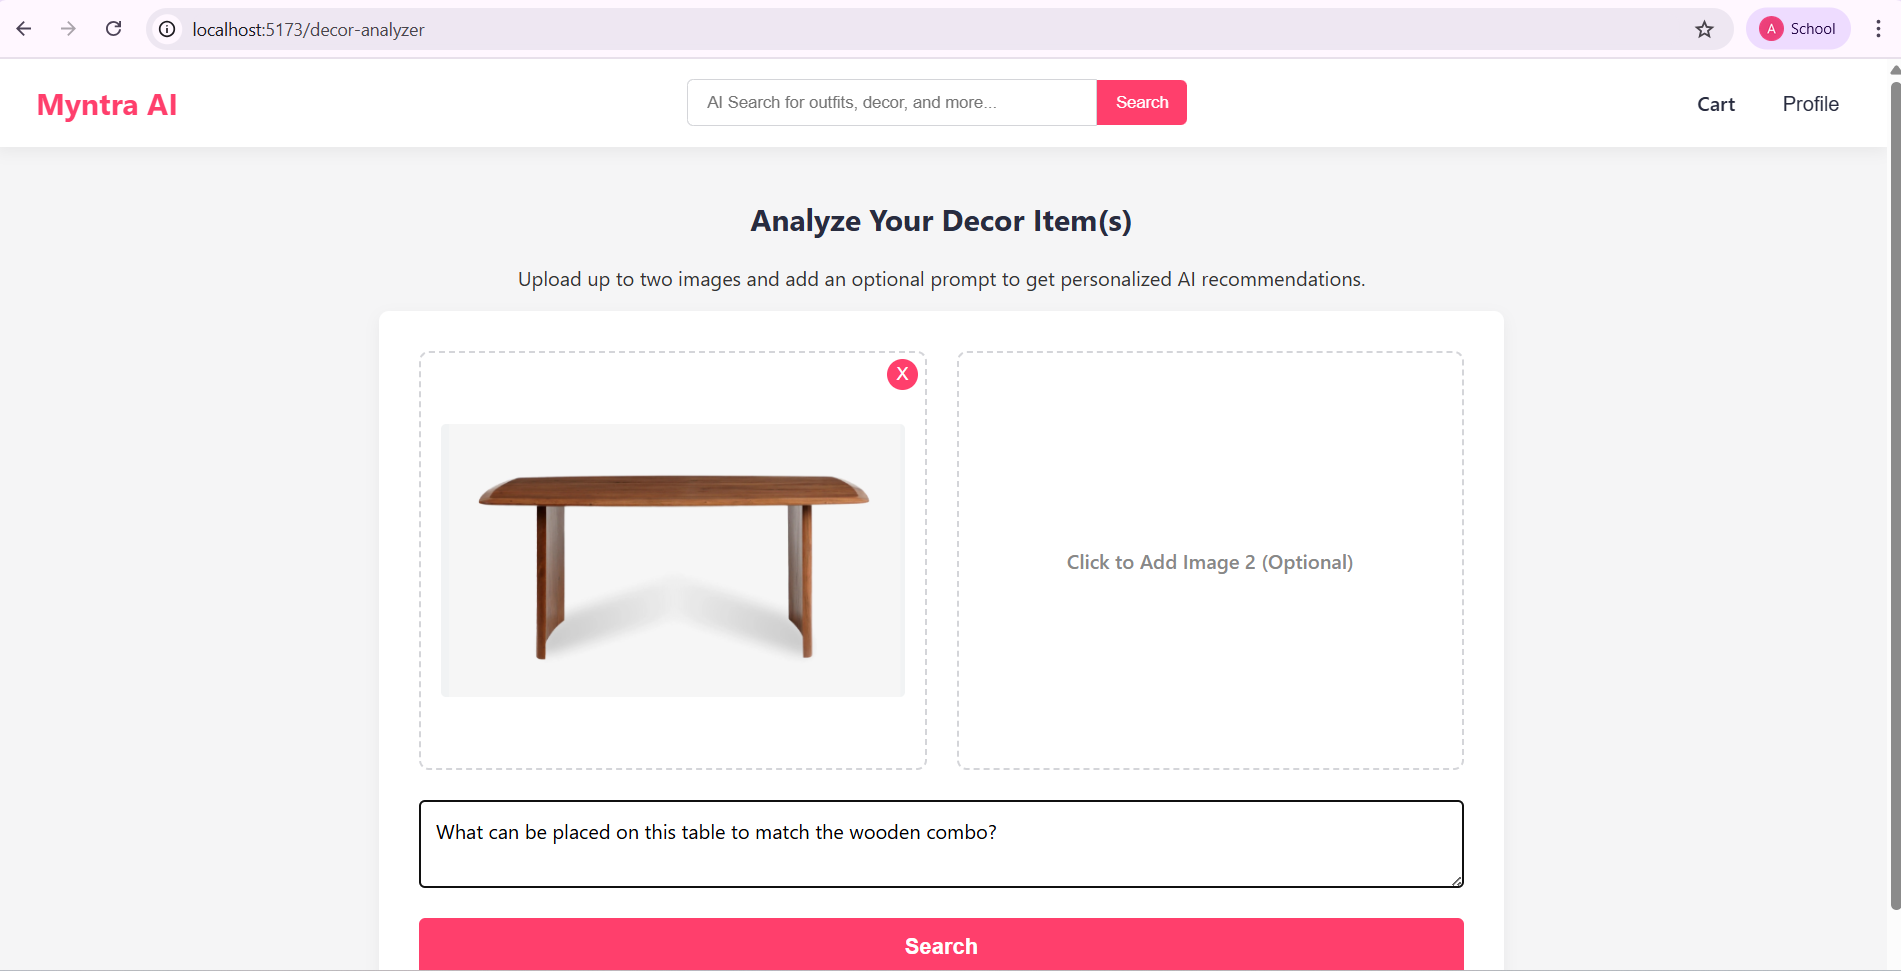 localhost:5173/decor-analyzer
A School
Myntra AI
AI Search for outfits, decor, and more...
Search
Cart
Profile
Analyze Your Decor Item(s)
Upload up to two images and add an optional prompt to get personalized AI recommendations.
X
Click to Add Image 2 (Optional)
What can be placed on this table to match the wooden combo?
Search